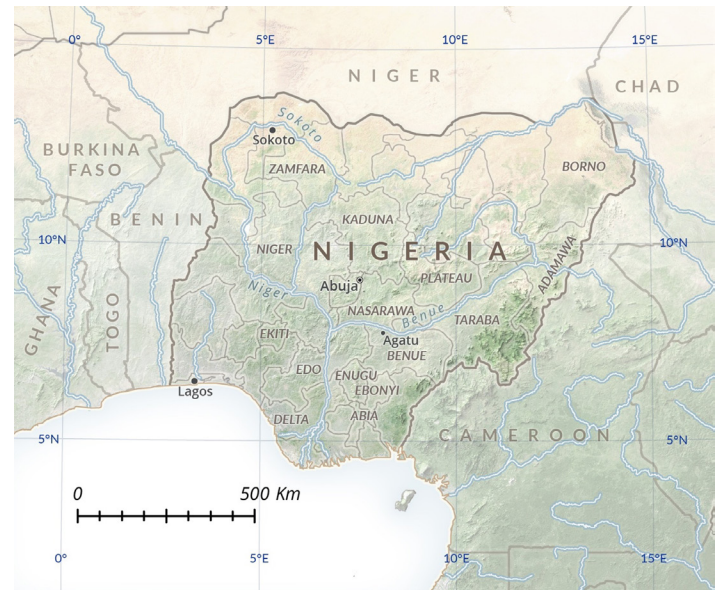 0°
5°E
10°E
15°E
NIGER
CHAD
Sokoto
Sokoto
BURKINA
FASO
ZAMFARA
BORNO
BENIN
KADUNA
10°N
NIGER
NIGERIA
10°N
ADAMAWA
PLATEAU
Abuja
Niger
NASARAWA
Benue
GHANA
TOGO
TARABA
EKITI
Agatu
BENUE
EDO
ENUGU
EBONYI
Lagos
DELTA
ABIA
CAMEROON
5°N
5°N
0
500 Km
0°
5°E
10°E
15°E